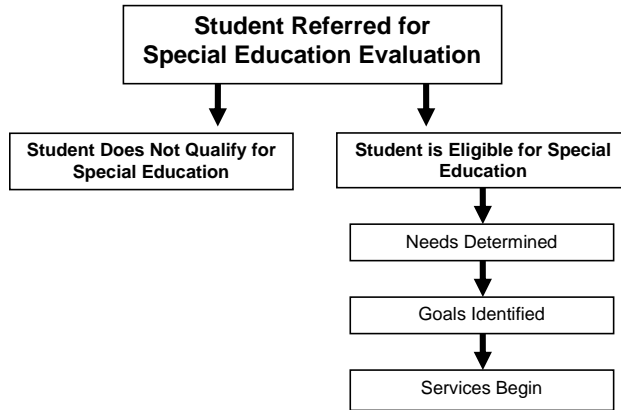 Student Referred for
Special Education Evaluation
Student Does Not Qualify for
Special Education
Student is Eligible for Special
Education
Needs Determined
Goals Identified
Services Begin